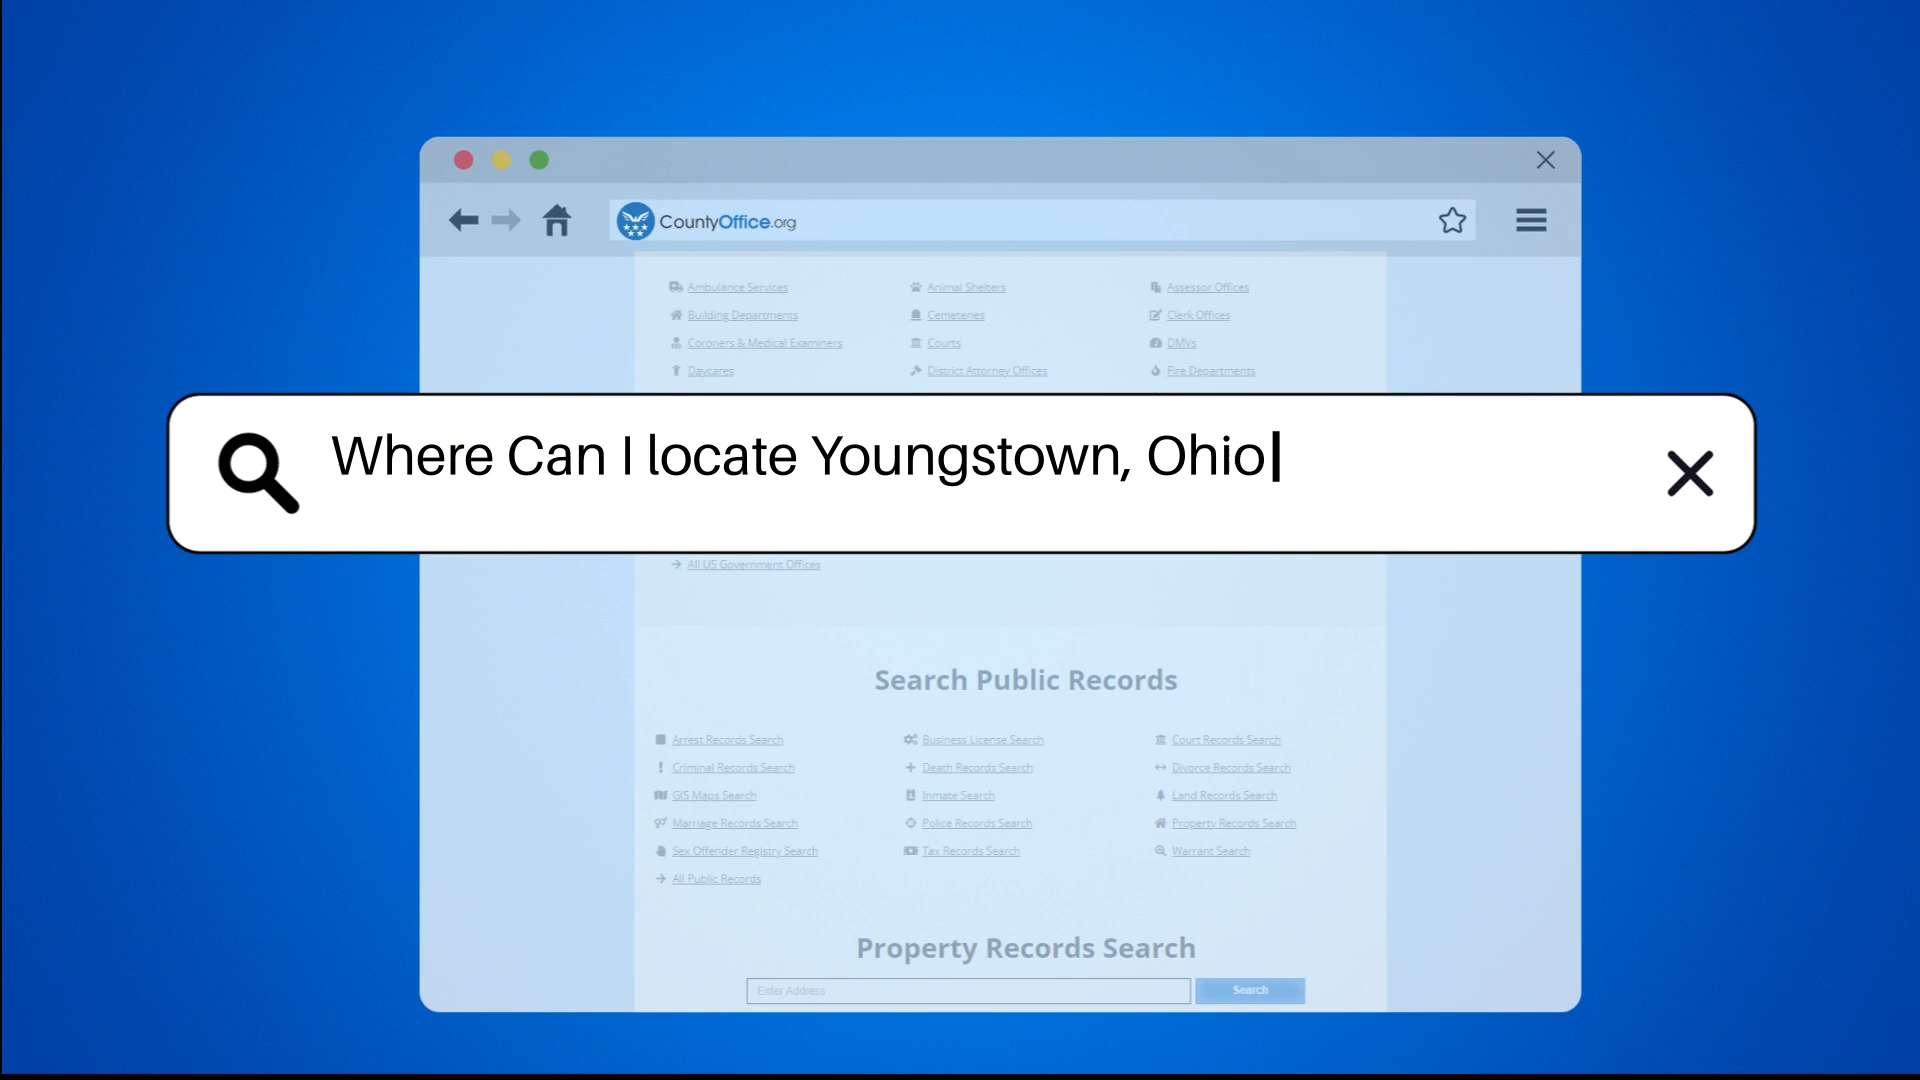 CountyOffice.org
Ambulance Services Animal Shelters Assessor Offices
Building Departments Cemeteries Clerk Offices
Coroners & Medical Examiners Courts DMVs
Daycares District Attorney Offices Fire Departments
Where Can I locate Youngstown, Ohio
All US Government Offices
Search Public Records
Arrest Records Search Business License Search Court Records Search
Criminal Records Search Death Records Search Divorce Records Search
GIS Maps Search Inmate Search Land Records Search
Marriage Records Search Police Records Search Property Records Search
Sex Offender Registry Search Tax Records Search Warrant Search
All Public Records
Property Records Search
Enter Address Search